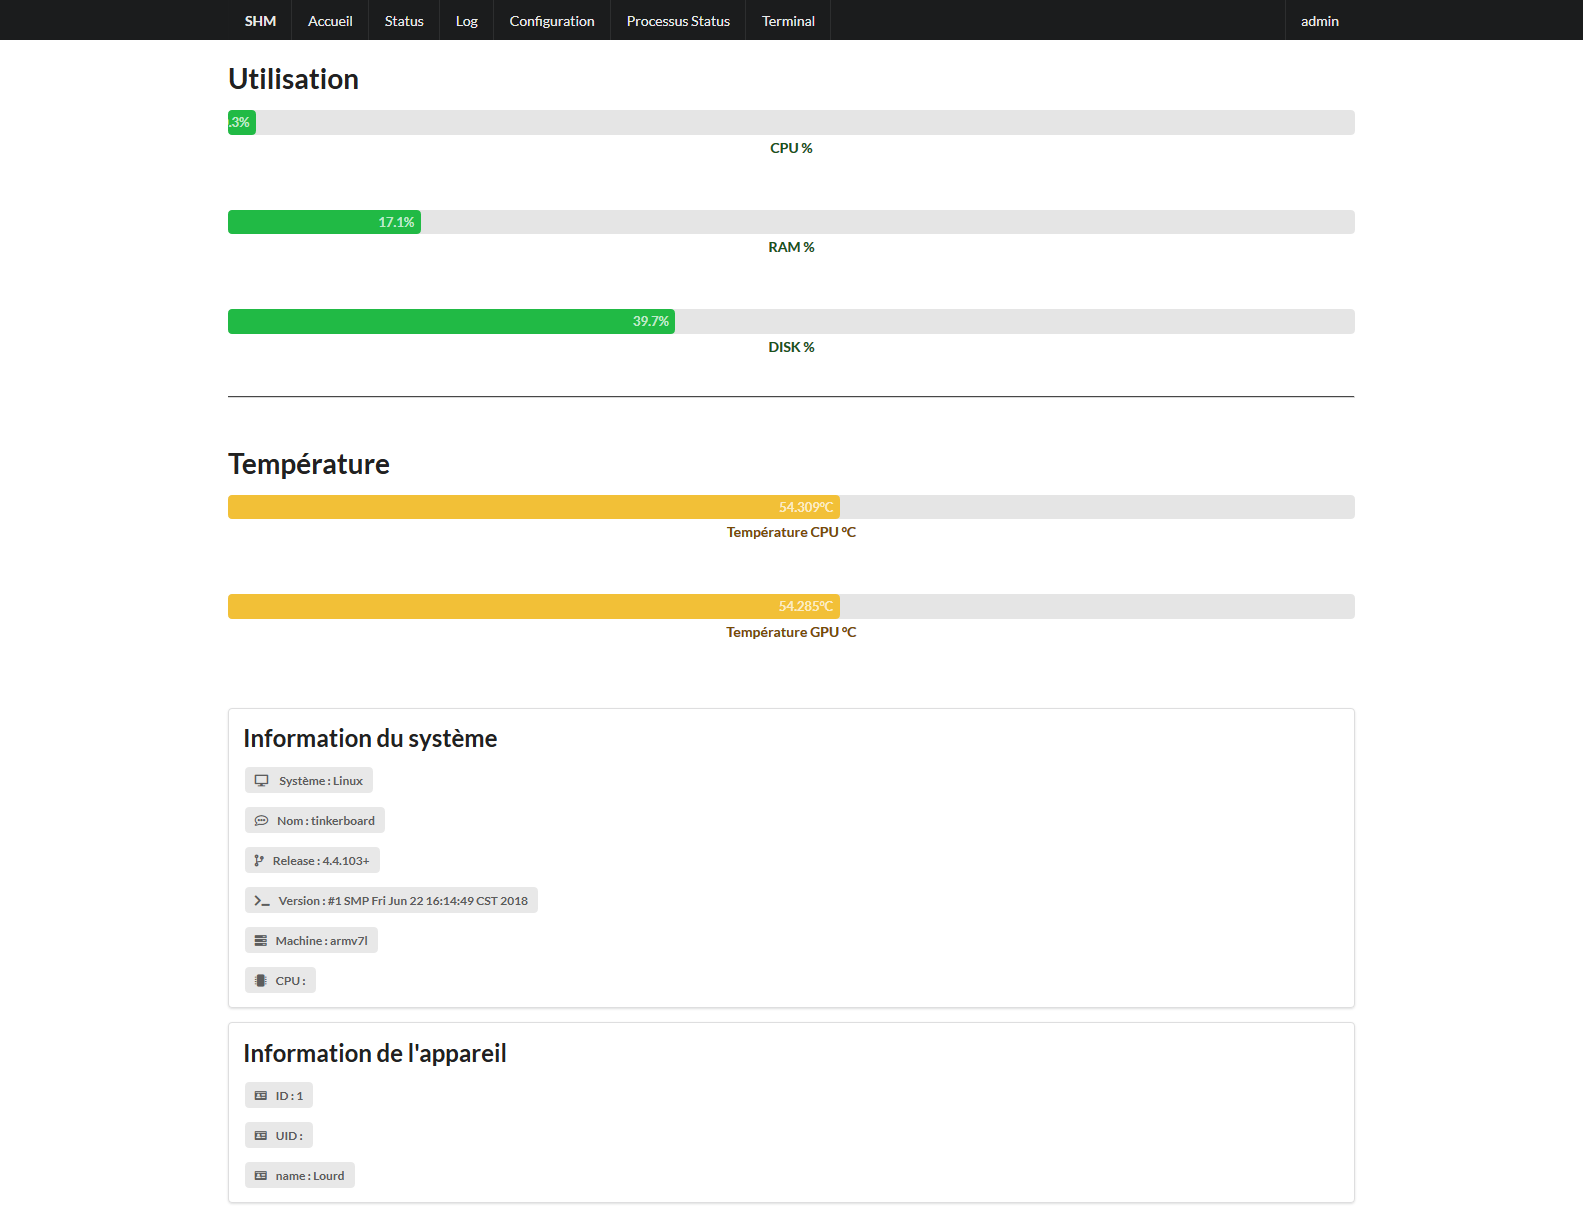 SHM Accueil Status Log Configuration Processus Status Terminal admin
Utilisation
.3%
CPU %
17.1%
RAM %
39.7%
DISK %
Température
54.309°C
Température CPU °C
54.285°C
Température GPU °C
Information du système
Système : Linux
Nom : tinkerboard
Release : 4.4.103+
Version : #1 SMP Fri Jun 22 16:14:49 CST 2018
Machine : armv7l
CPU :
Information de l'appareil
ID : 1
UID :
name : Lourd